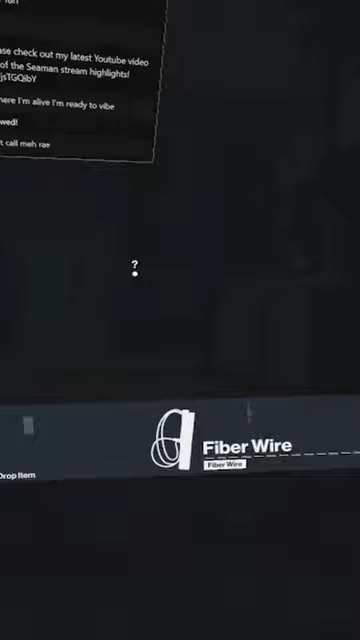 ase check out my latest Youtube video
of the Seaman stream highlights!
jsTGQibY
here I'm alive I'm ready to vibe
wed!
t call meh rae
?
Fiber Wire
Fiber Wire
Drop Item